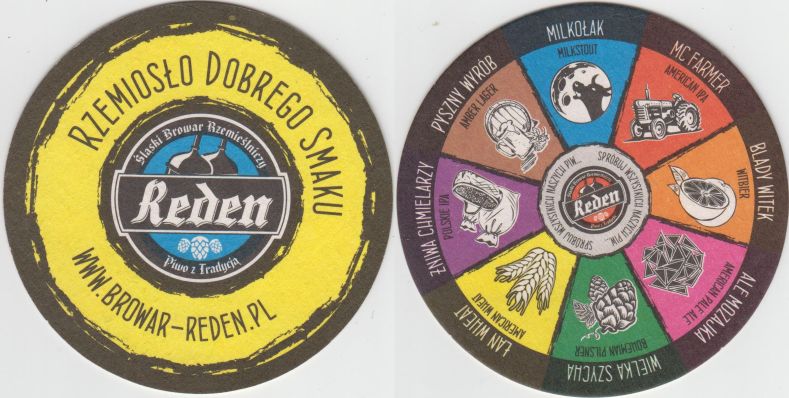 RZEMIOSŁO DOBREGO SMAKU
Śląski Browar Rzemieślniczy
Reden
Piwo z Tradycją
WWW.BROWAR-REDEN.PL
MILKOŁAK
MILKSTOUT
MC FARMER
AMERICAN IPA
BLADY WITEK
WITBIER
ALE MOZAJKA
AMERICAN PALE ALE
WIELKA SZYCHA
BOHEMIAN PILSNER
ŁAN WHEAT
AMERICAN WHEAT
ŻNIWA CHMIELARZY
POLSKIE IPA
PYSZNY WYRÓB
AMBER LAGER
SPRÓBUJ WSZYSTKICH NASZYCH PIW...
SPRÓBUJ WSZYSTKICH NASZYCH PIW...
Reden